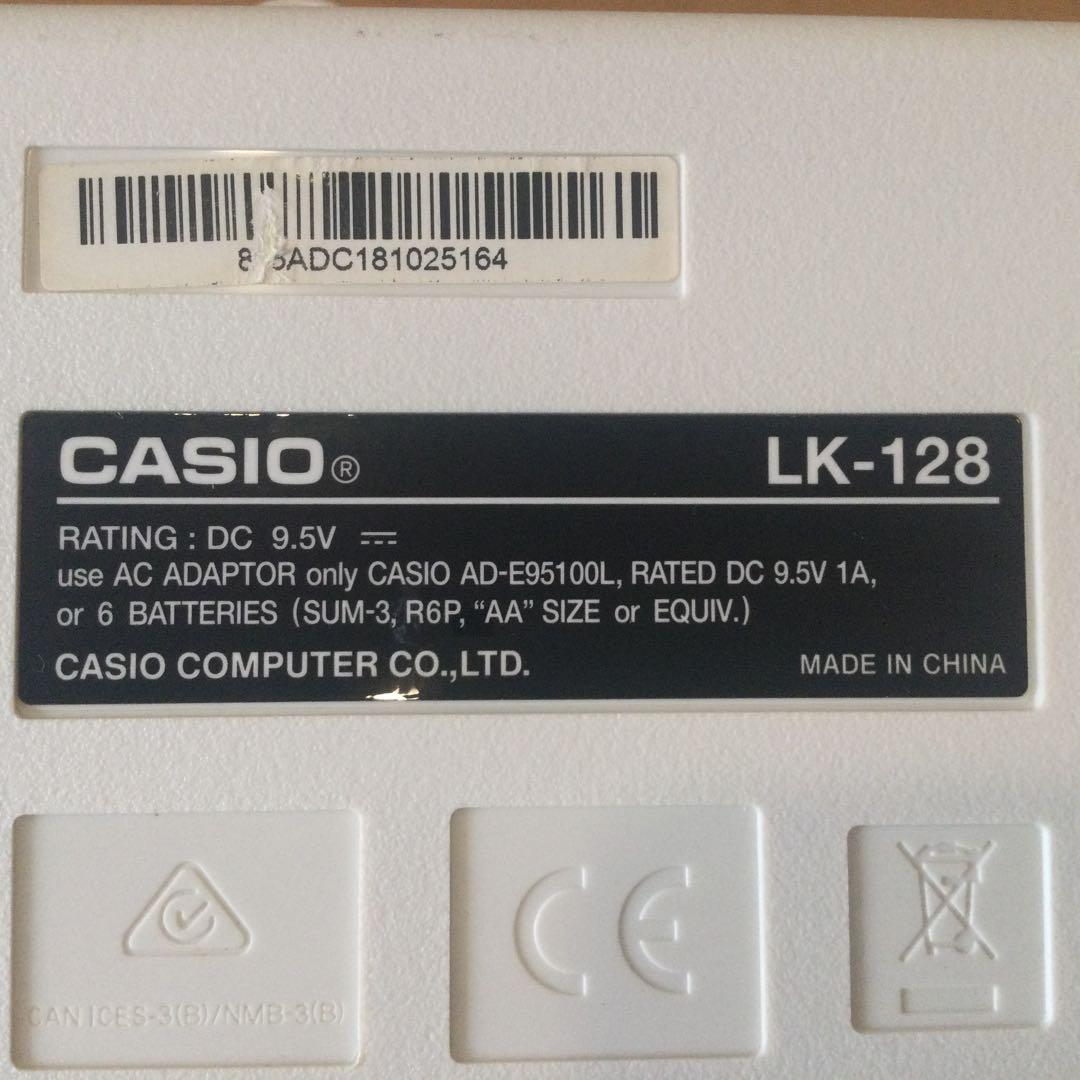 ADC181025164
CASIO®
LK-128
RATING : DC 9.5V ⎓
use AC ADAPTOR only CASIO AD-E95100L, RATED DC 9.5V 1A,
or 6 BATTERIES (SUM-3, R6P, “AA” SIZE or EQUIV.)
CASIO COMPUTER CO.,LTD.
MADE IN CHINA
CAN ICES-3(B)/NMB-3(B)
CE